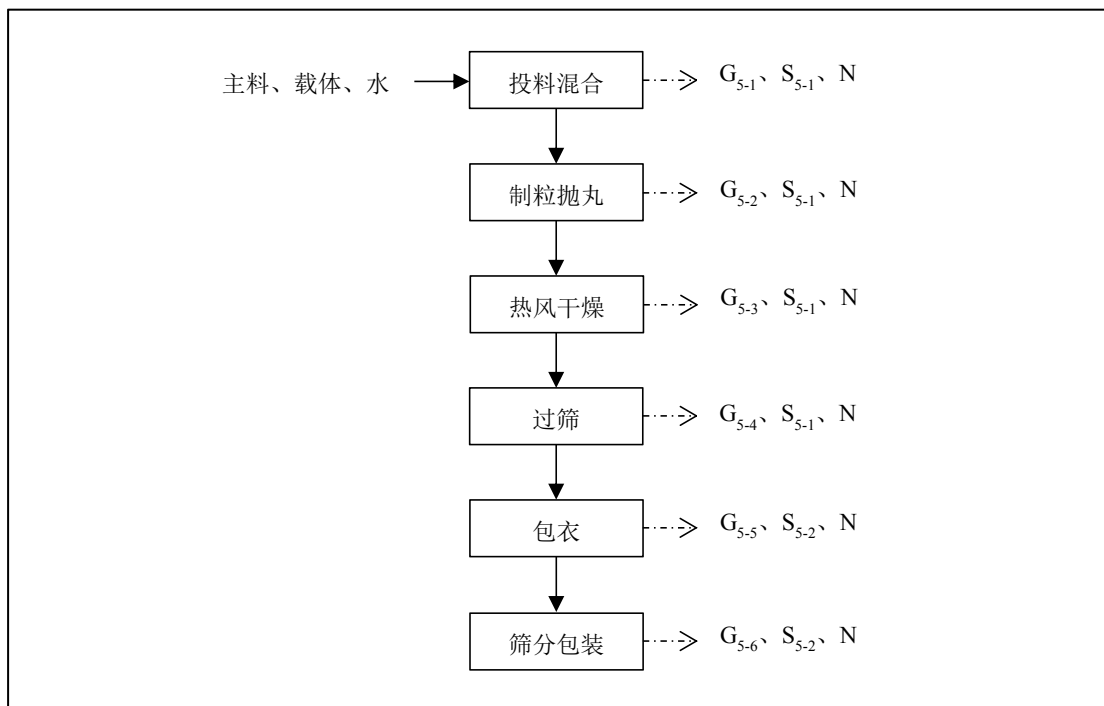 主料、载体、水 投料混合 G5-1、S5-1、N
制粒抛丸 G5-2、S5-1、N
热风干燥 G5-3、S5-1、N
过筛 G5-4、S5-1、N
包衣 G5-5、S5-2、N
筛分包装 G5-6、S5-2、N